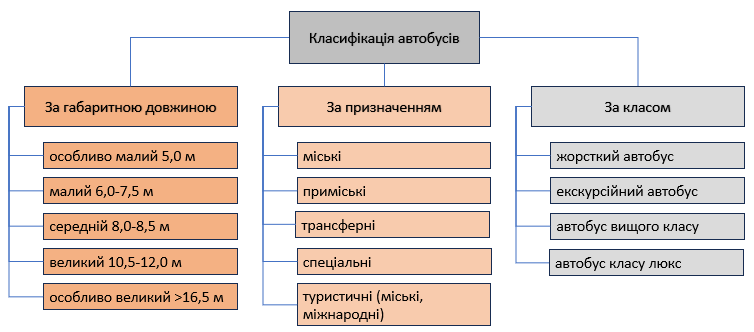 Класифікація автобусів
За габаритною довжиною
особливо малий 5,0 м
малий 6,0-7,5 м
середній 8,0-8,5 м
великий 10,5-12,0 м
особливо великий >16,5 м
За призначенням
міські
приміські
трансферні
спеціальні
туристичні (міські,
міжнародні)
За класом
жорсткий автобус
екскурсійний автобус
автобус вищого класу
автобус класу люкс